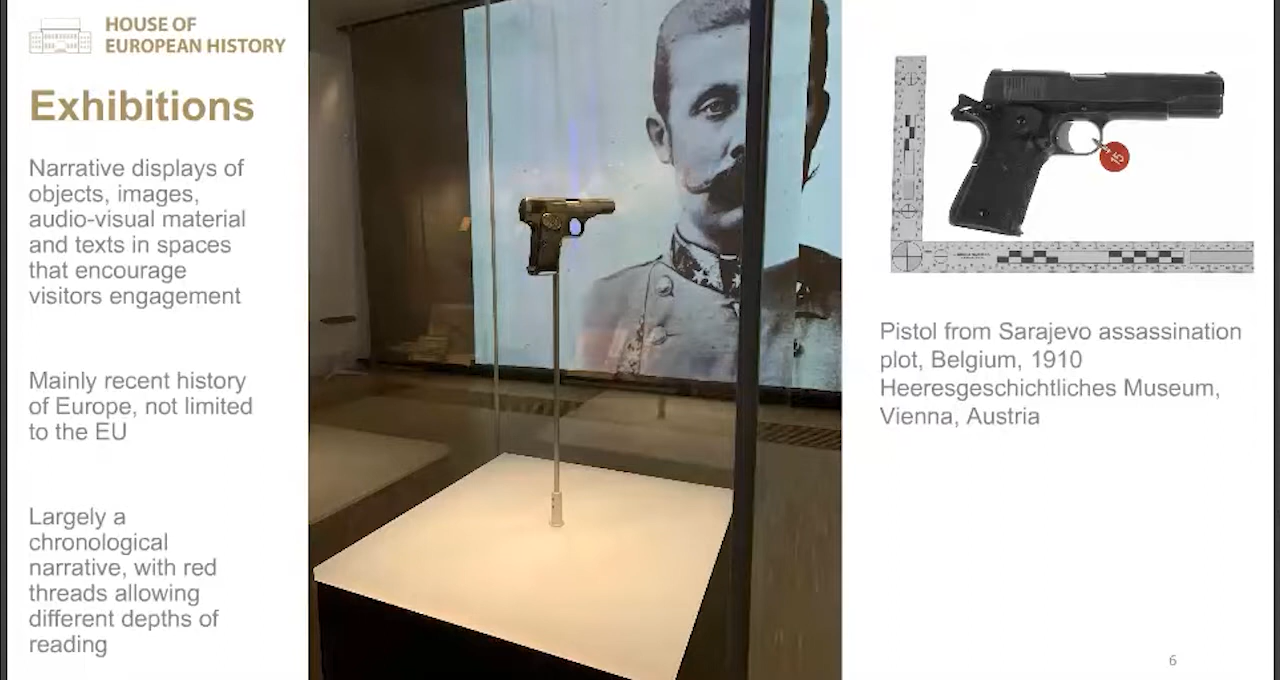 HOUSE OF
EUROPEAN HISTORY
Exhibitions
Narrative displays of
objects, images,
audio-visual material
and texts in spaces
that encourage
visitors engagement
Mainly recent history
of Europe, not limited
to the EU
Largely a
chronological
narrative, with red
threads allowing
different depths of
reading
15
Pistol from Sarajevo assassination
plot, Belgium, 1910
Heeresgeschichtliches Museum,
Vienna, Austria
6